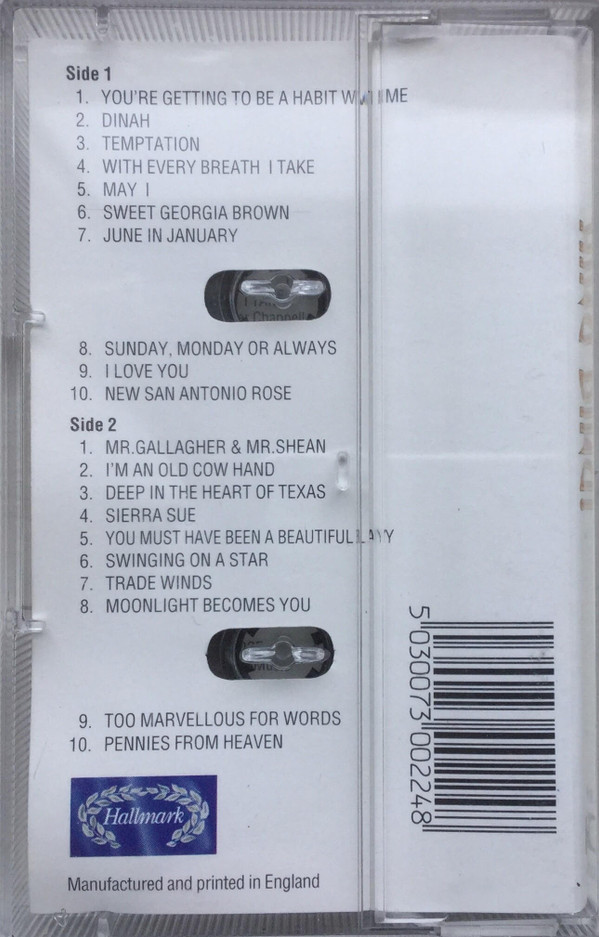 Side 1
1. YOU'RE GETTING TO BE A HABIT WITH ME
2. DINAH
3. TEMPTATION
4. WITH EVERY BREATH I TAKE
5. MAY I
6. SWEET GEORGIA BROWN
7. JUNE IN JANUARY
8. SUNDAY, MONDAY OR ALWAYS
9. I LOVE YOU
10. NEW SAN ANTONIO ROSE
Side 2
1. MR.GALLAGHER & MR.SHEAN
2. I'M AN OLD COW HAND
3. DEEP IN THE HEART OF TEXAS
4. SIERRA SUE
5. YOU MUST HAVE BEEN A BEAUTIFUL
6. SWINGING ON A STAR
7. TRADE WINDS
8. MOONLIGHT BECOMES YOU
9. TOO MARVELLOUS FOR WORDS
10. PENNIES FROM HEAVEN
Hallmark
Manufactured and printed in England
5 030073 002248